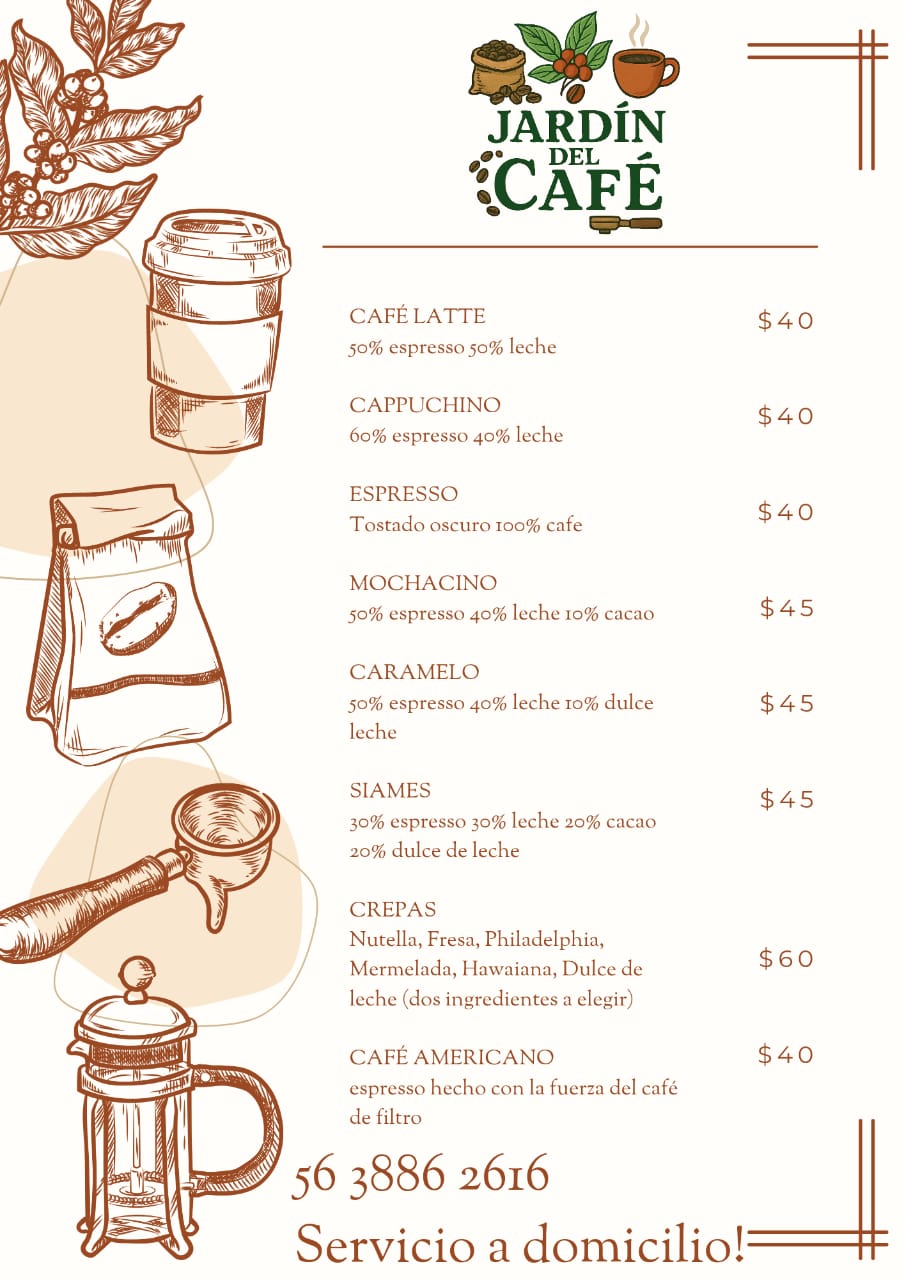 JARDÍN
DEL
CAFÉ
CAFÉ LATTE $40
50% espresso 50% leche
CAPPUCHINO $40
60% espresso 40% leche
ESPRESSO $40
Tostado oscuro 100% cafe
MOCHACINO $45
50% espresso 40% leche 10% cacao
CARAMELO $45
50% espresso 40% leche 10% dulce
leche
SIAMES $45
30% espresso 30% leche 20% cacao
20% dulce de leche
CREPAS $60
Nutella, Fresa, Philadelphia,
Mermelada, Hawaiana, Dulce de
leche (dos ingredientes a elegir)
CAFÉ AMERICANO $40
espresso hecho con la fuerza del café
de filtro
56 3886 2616
Servicio a domicilio!